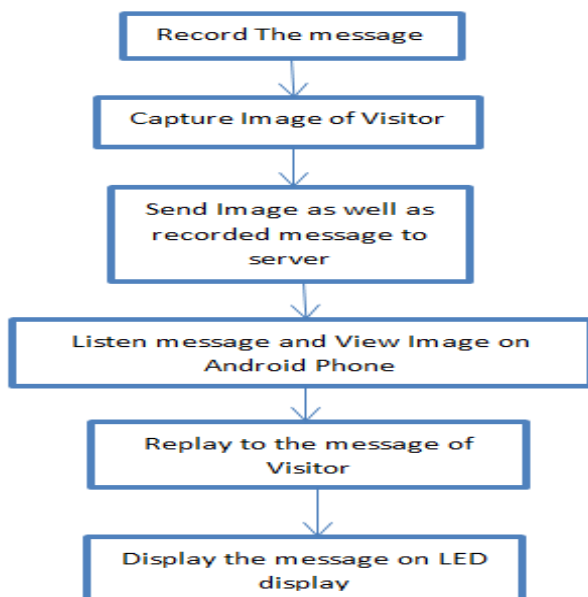 Record The message
Capture Image of Visitor
Send Image as well as
recorded message to
server
Listen message and View Image on
Android Phone
Replay to the message of
Visitor
Display the message on LED
display